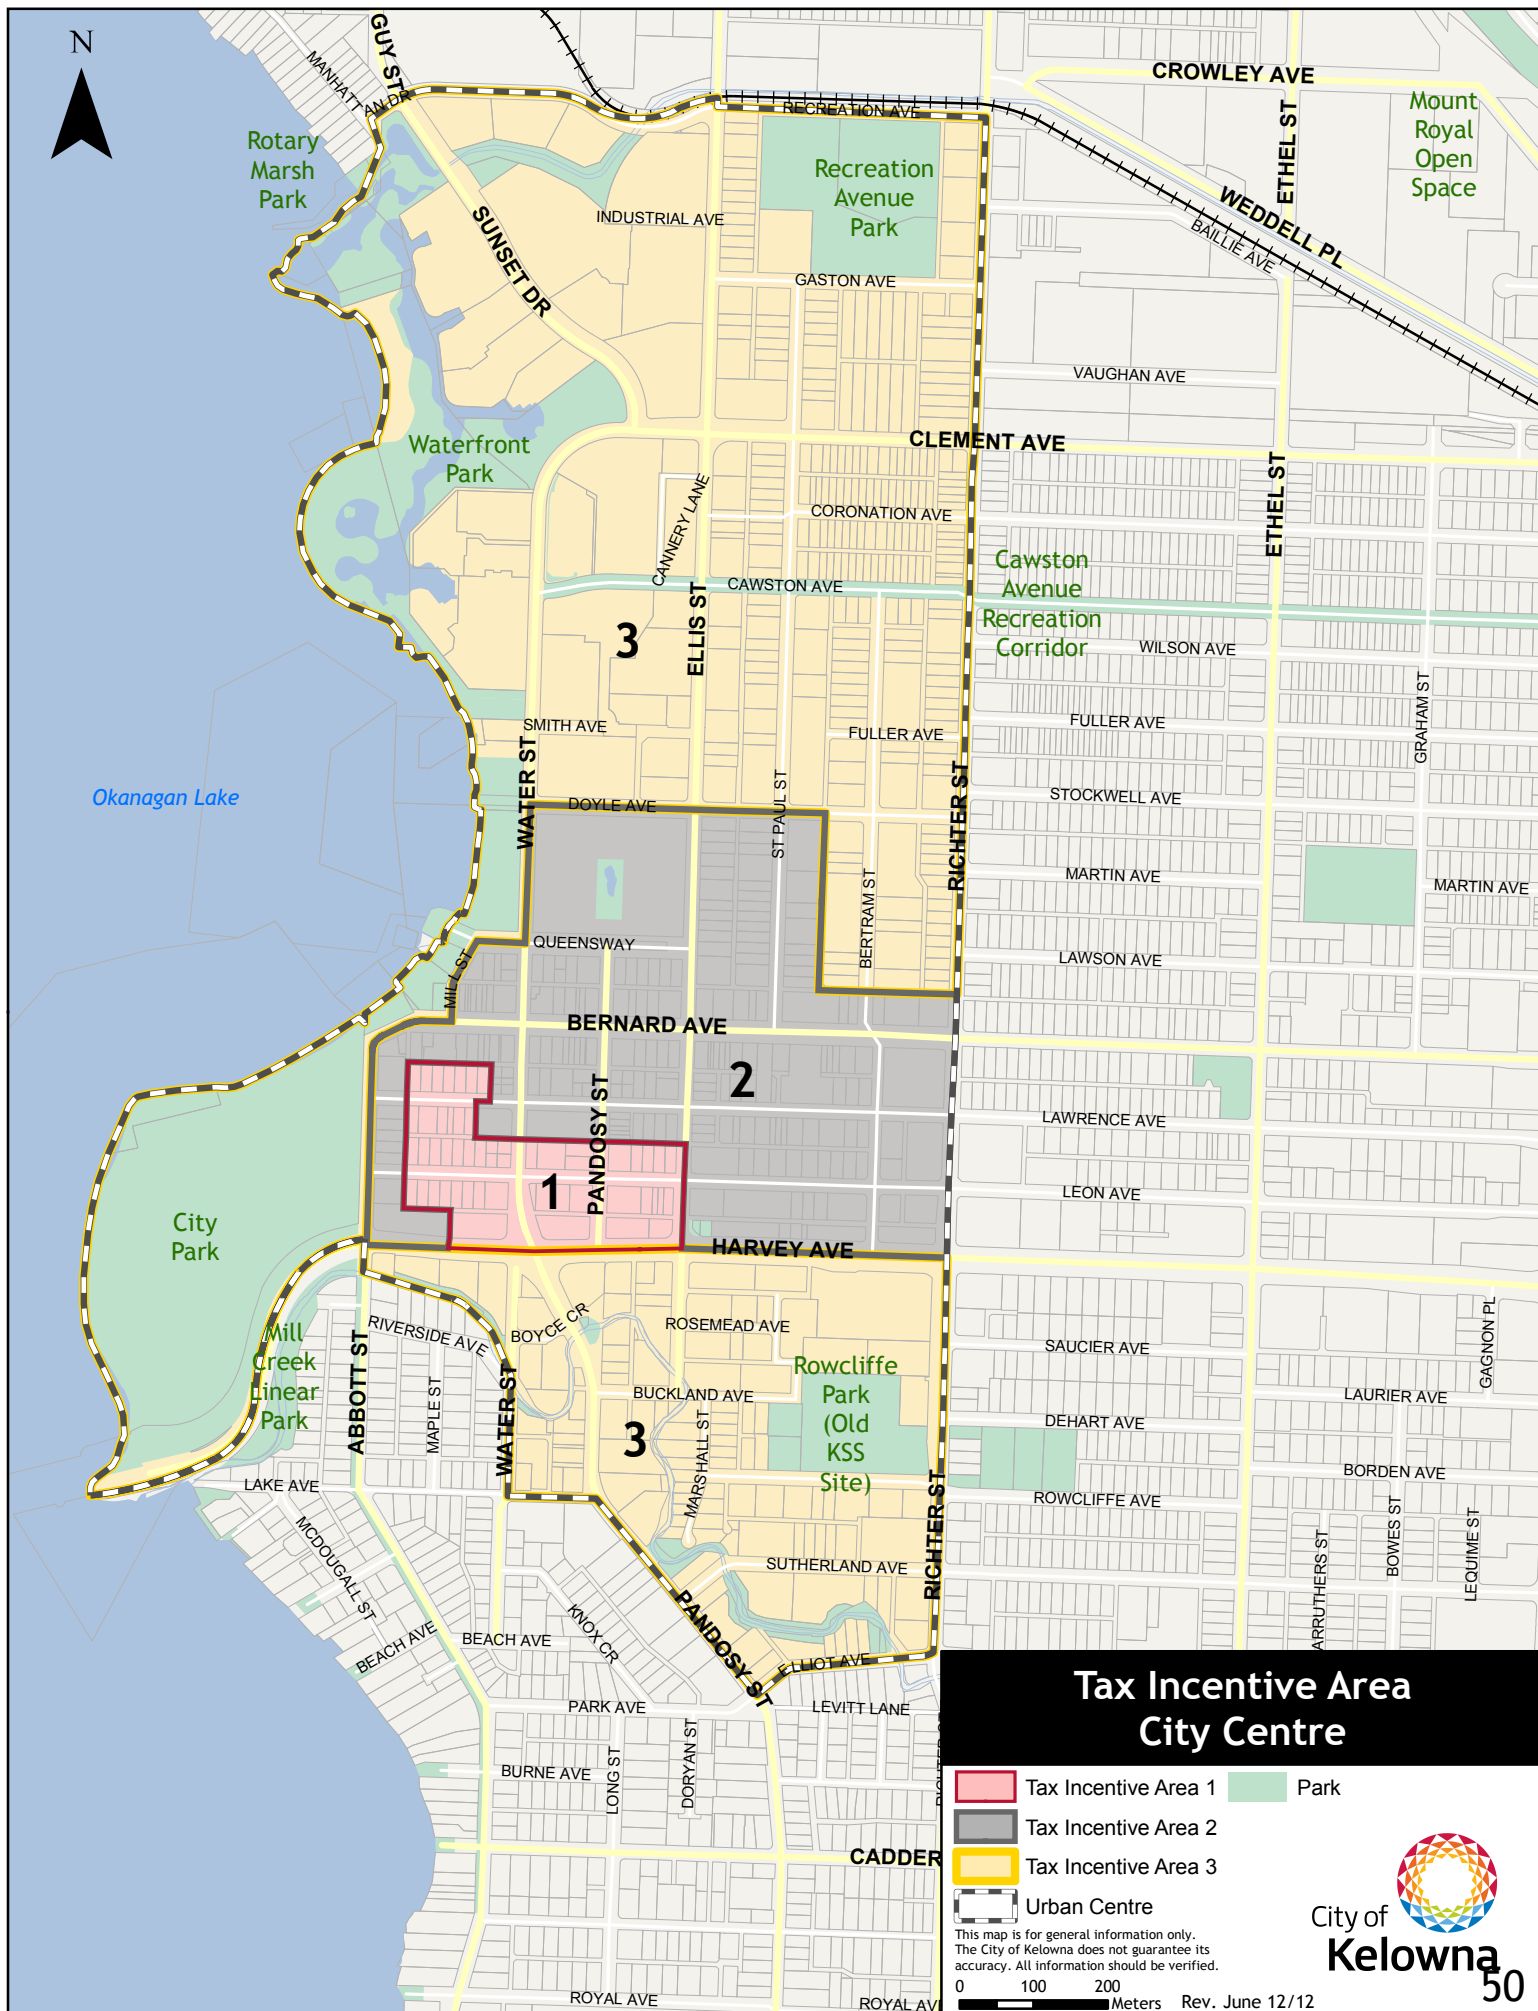 N
GUY ST
MANHATTAN DR
CROWLEY AVE
RECREATION AVE
Mount
Royal
Open
Space
Rotary
Marsh
Park
Recreation
Avenue
Park
ETHEL ST
WEDDELL PL
BAILLIE AVE
INDUSTRIAL AVE
SUNSET DR
GASTON AVE
VAUGHAN AVE
CLEMENT AVE
Waterfront
Park
ETHEL ST
CANNERY LANE
CORONATION AVE
Cawston
Avenue
Recreation
Corridor
CAWSTON AVE
ELLIS ST
3
WILSON AVE
GRAHAM ST
SMITH AVE
FULLER AVE
FULLER AVE
WATER ST
Okanagan Lake
DOYLE AVE
ST PAUL ST
RICHTER ST
STOCKWELL AVE
MARTIN AVE
MARTIN AVE
BERTRAM ST
QUEENSWAY
LAWSON AVE
MILL ST
BERNARD AVE
2
PANDOSY ST
LAWRENCE AVE
1
LEON AVE
City
Park
HARVEY AVE
Mill
Creek
Linear
Park
RIVERSIDE AVE
BOYCE CR
ROSEMEAD AVE
SAUCIER AVE
GAGNON PL
ABBOTT ST
MAPLE ST
WATER ST
Rowcliffe
Park
(Old
KSS
Site)
BUCKLAND AVE
LAURIER AVE
MARSHALL ST
DEHART AVE
3
BORDEN AVE
LAKE AVE
ROWCLIFFE AVE
RICHTER ST
MCDOUGALL ST
ARRUTHERS ST
BOWES ST
LEQUIME ST
SUTHERLAND AVE
PANDOSY ST
KNOX CR
BEACH AVE
BEACH AVE
ELLIOT AVE
PARK AVE
LEVITT LANE
BURNE AVE
LONG ST
DORYAN ST
CADDER
ROYAL AVE
ROYAL AV
Tax Incentive Area
City Centre
Tax Incentive Area 1
Park
Tax Incentive Area 2
Tax Incentive Area 3
Urban Centre
This map is for general information only.
The City of Kelowna does not guarantee its
accuracy. All information should be verified.
0 100 200
Meters
Rev. June 12/12
City of
Kelowna
50